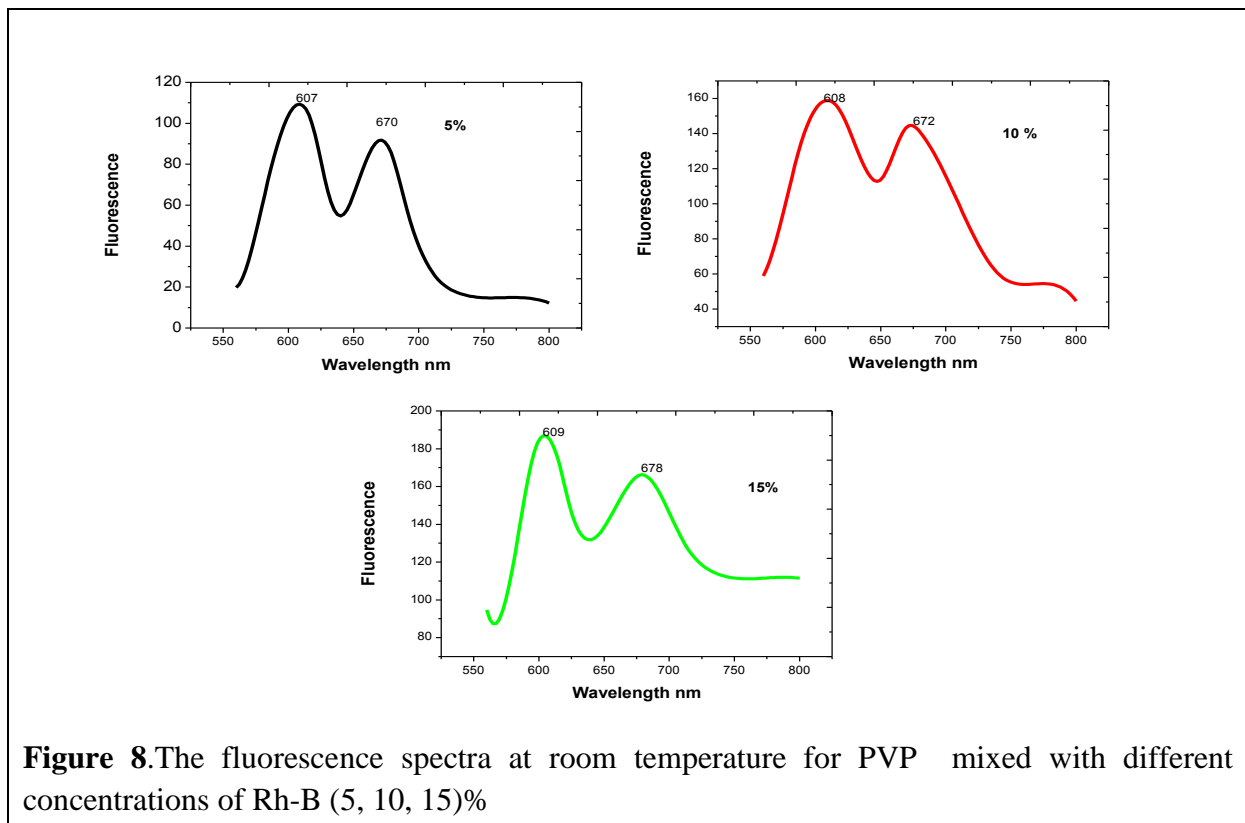 120
100
80
60
40
20
0
607
670
5%
Fluorescence
550 600 650 700 750 800
Wavelength nm
160
140
120
100
80
60
40
608
672
10 %
Fluorescence
550 600 650 700 750 800
Wavelength nm
200
180
160
140
120
100
80
609
678
15%
Fluorescence
550 600 650 700 750 800
Wavelength nm
Figure 8.The fluorescence spectra at room temperature for PVP mixed with different
concentrations of Rh-B (5, 10, 15)%